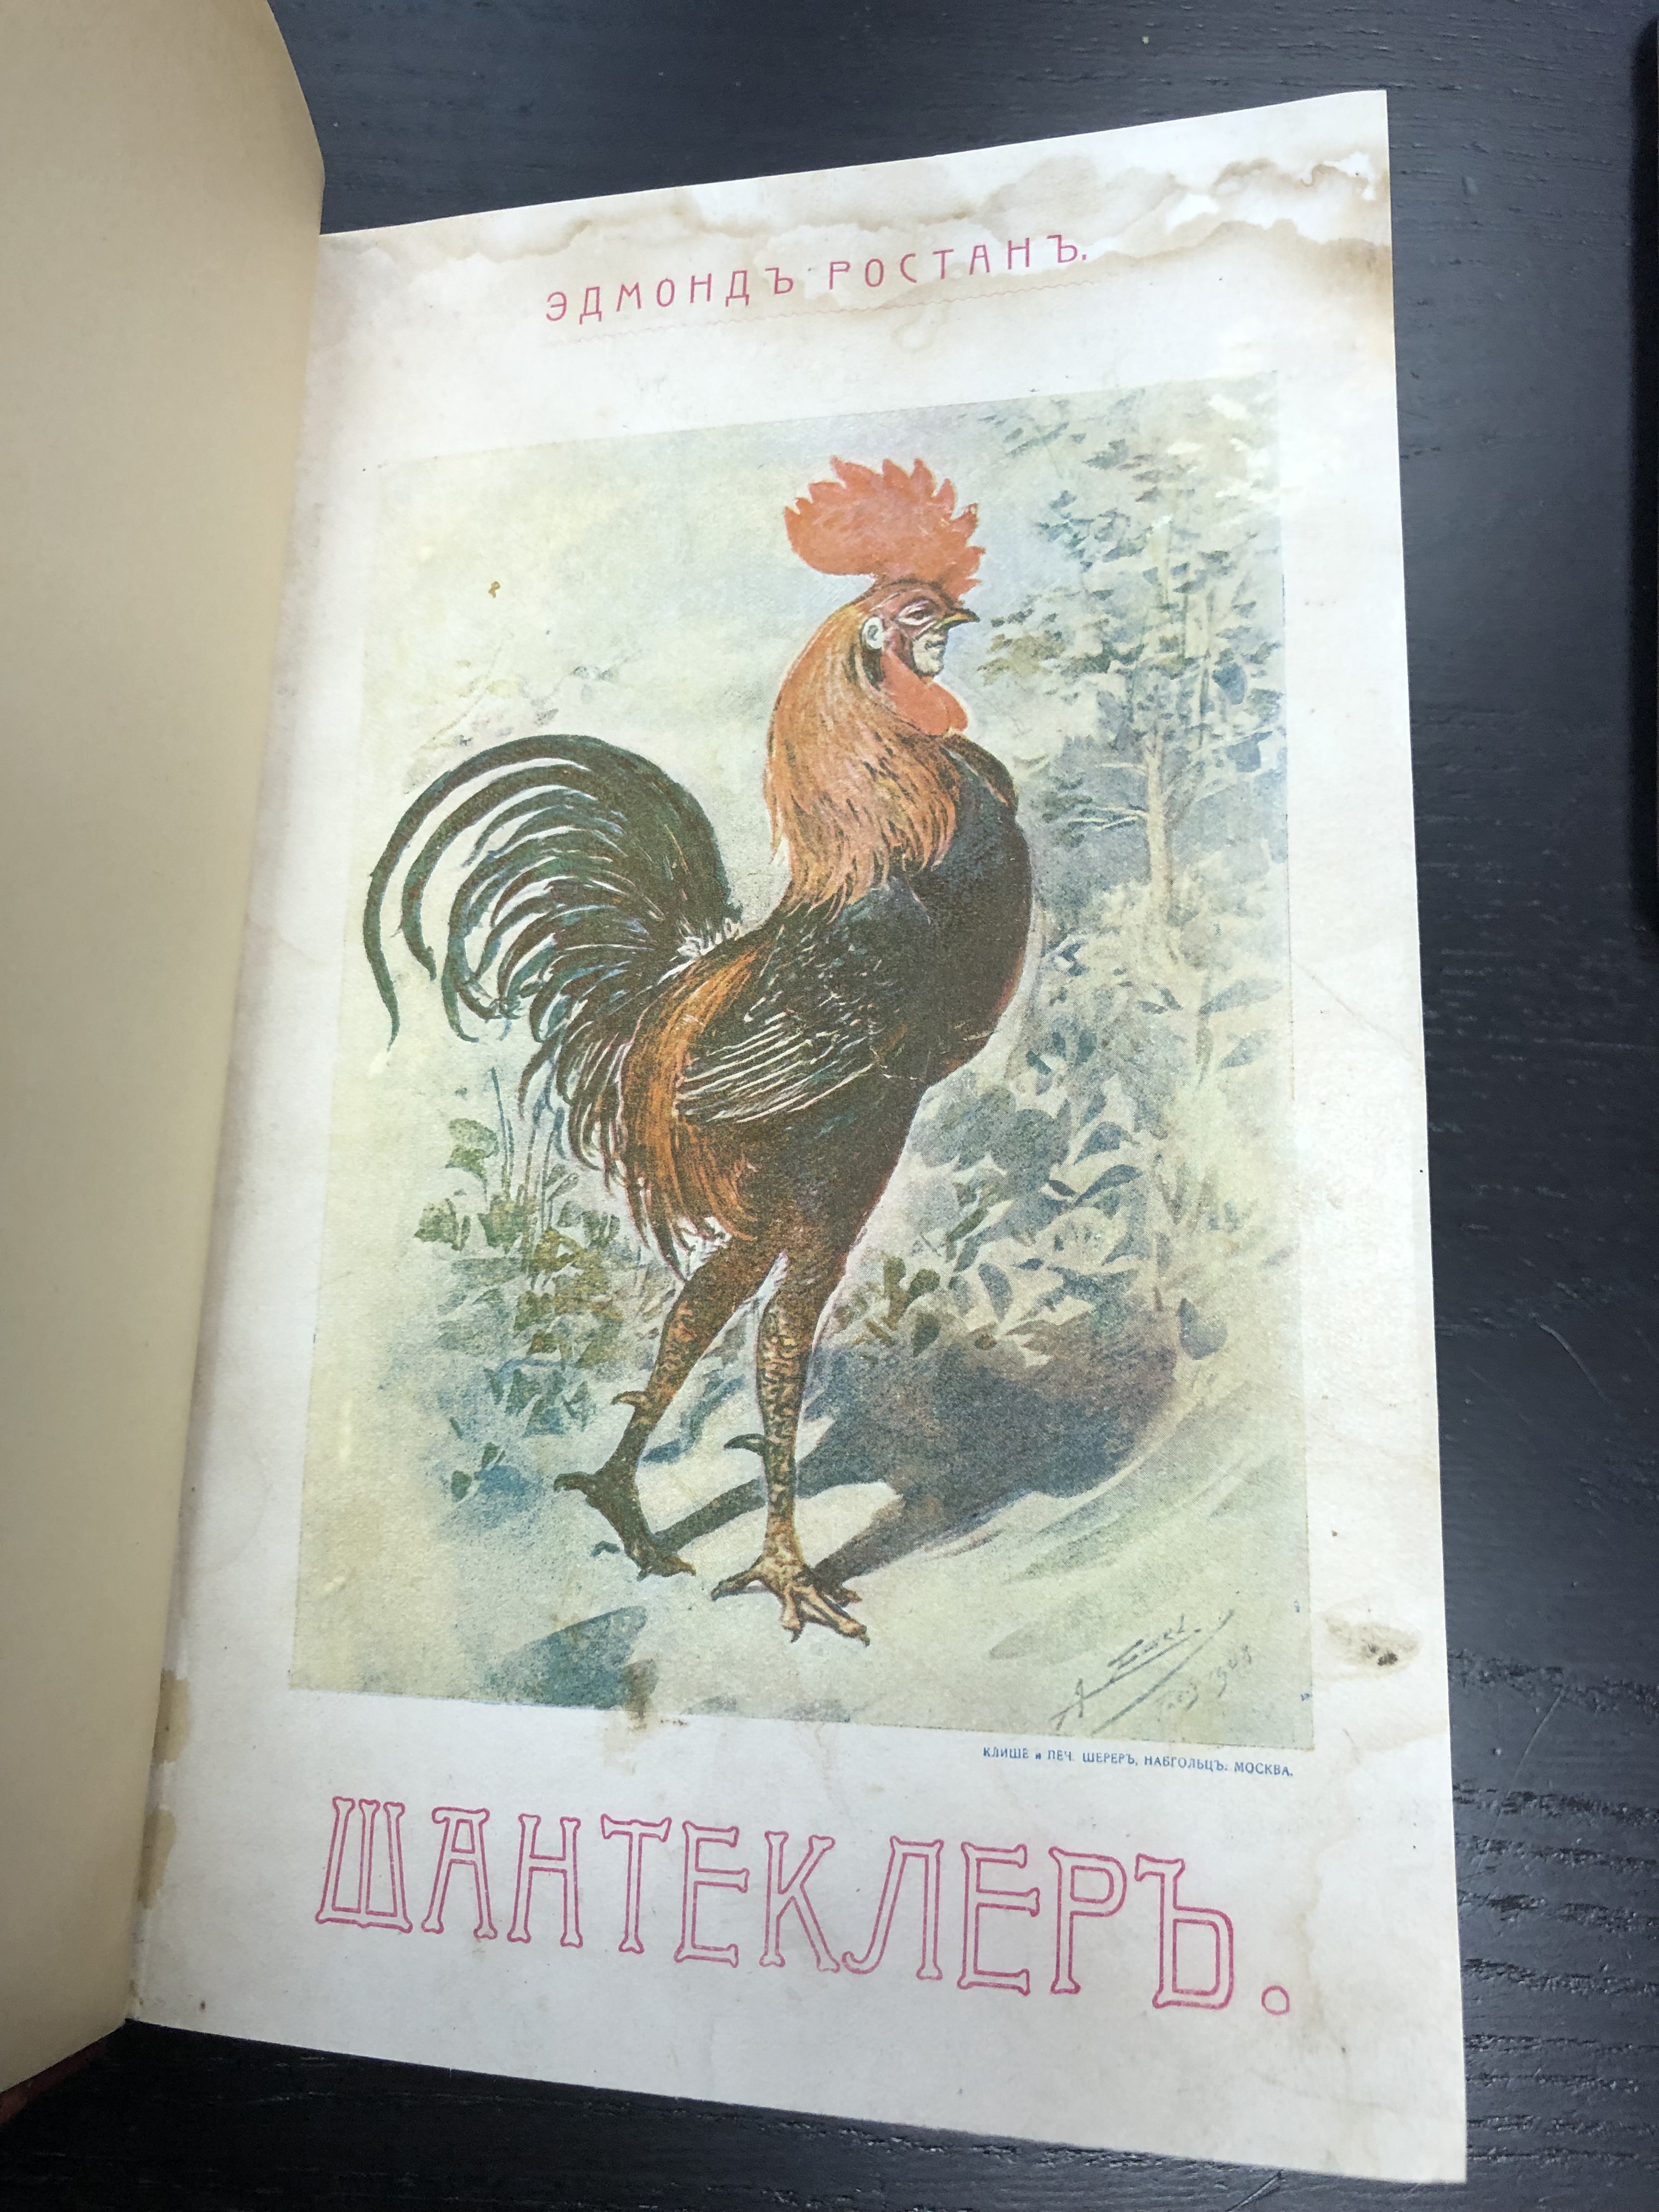 ЭДМОНДЪ РОСТАНЪ.
КЛИШЕ и ПЕЧ. ШЕРЕРЪ, НАБГОЛЬЦЪ. МОСКВА.
ШАНТЕКЛЕРЪ.